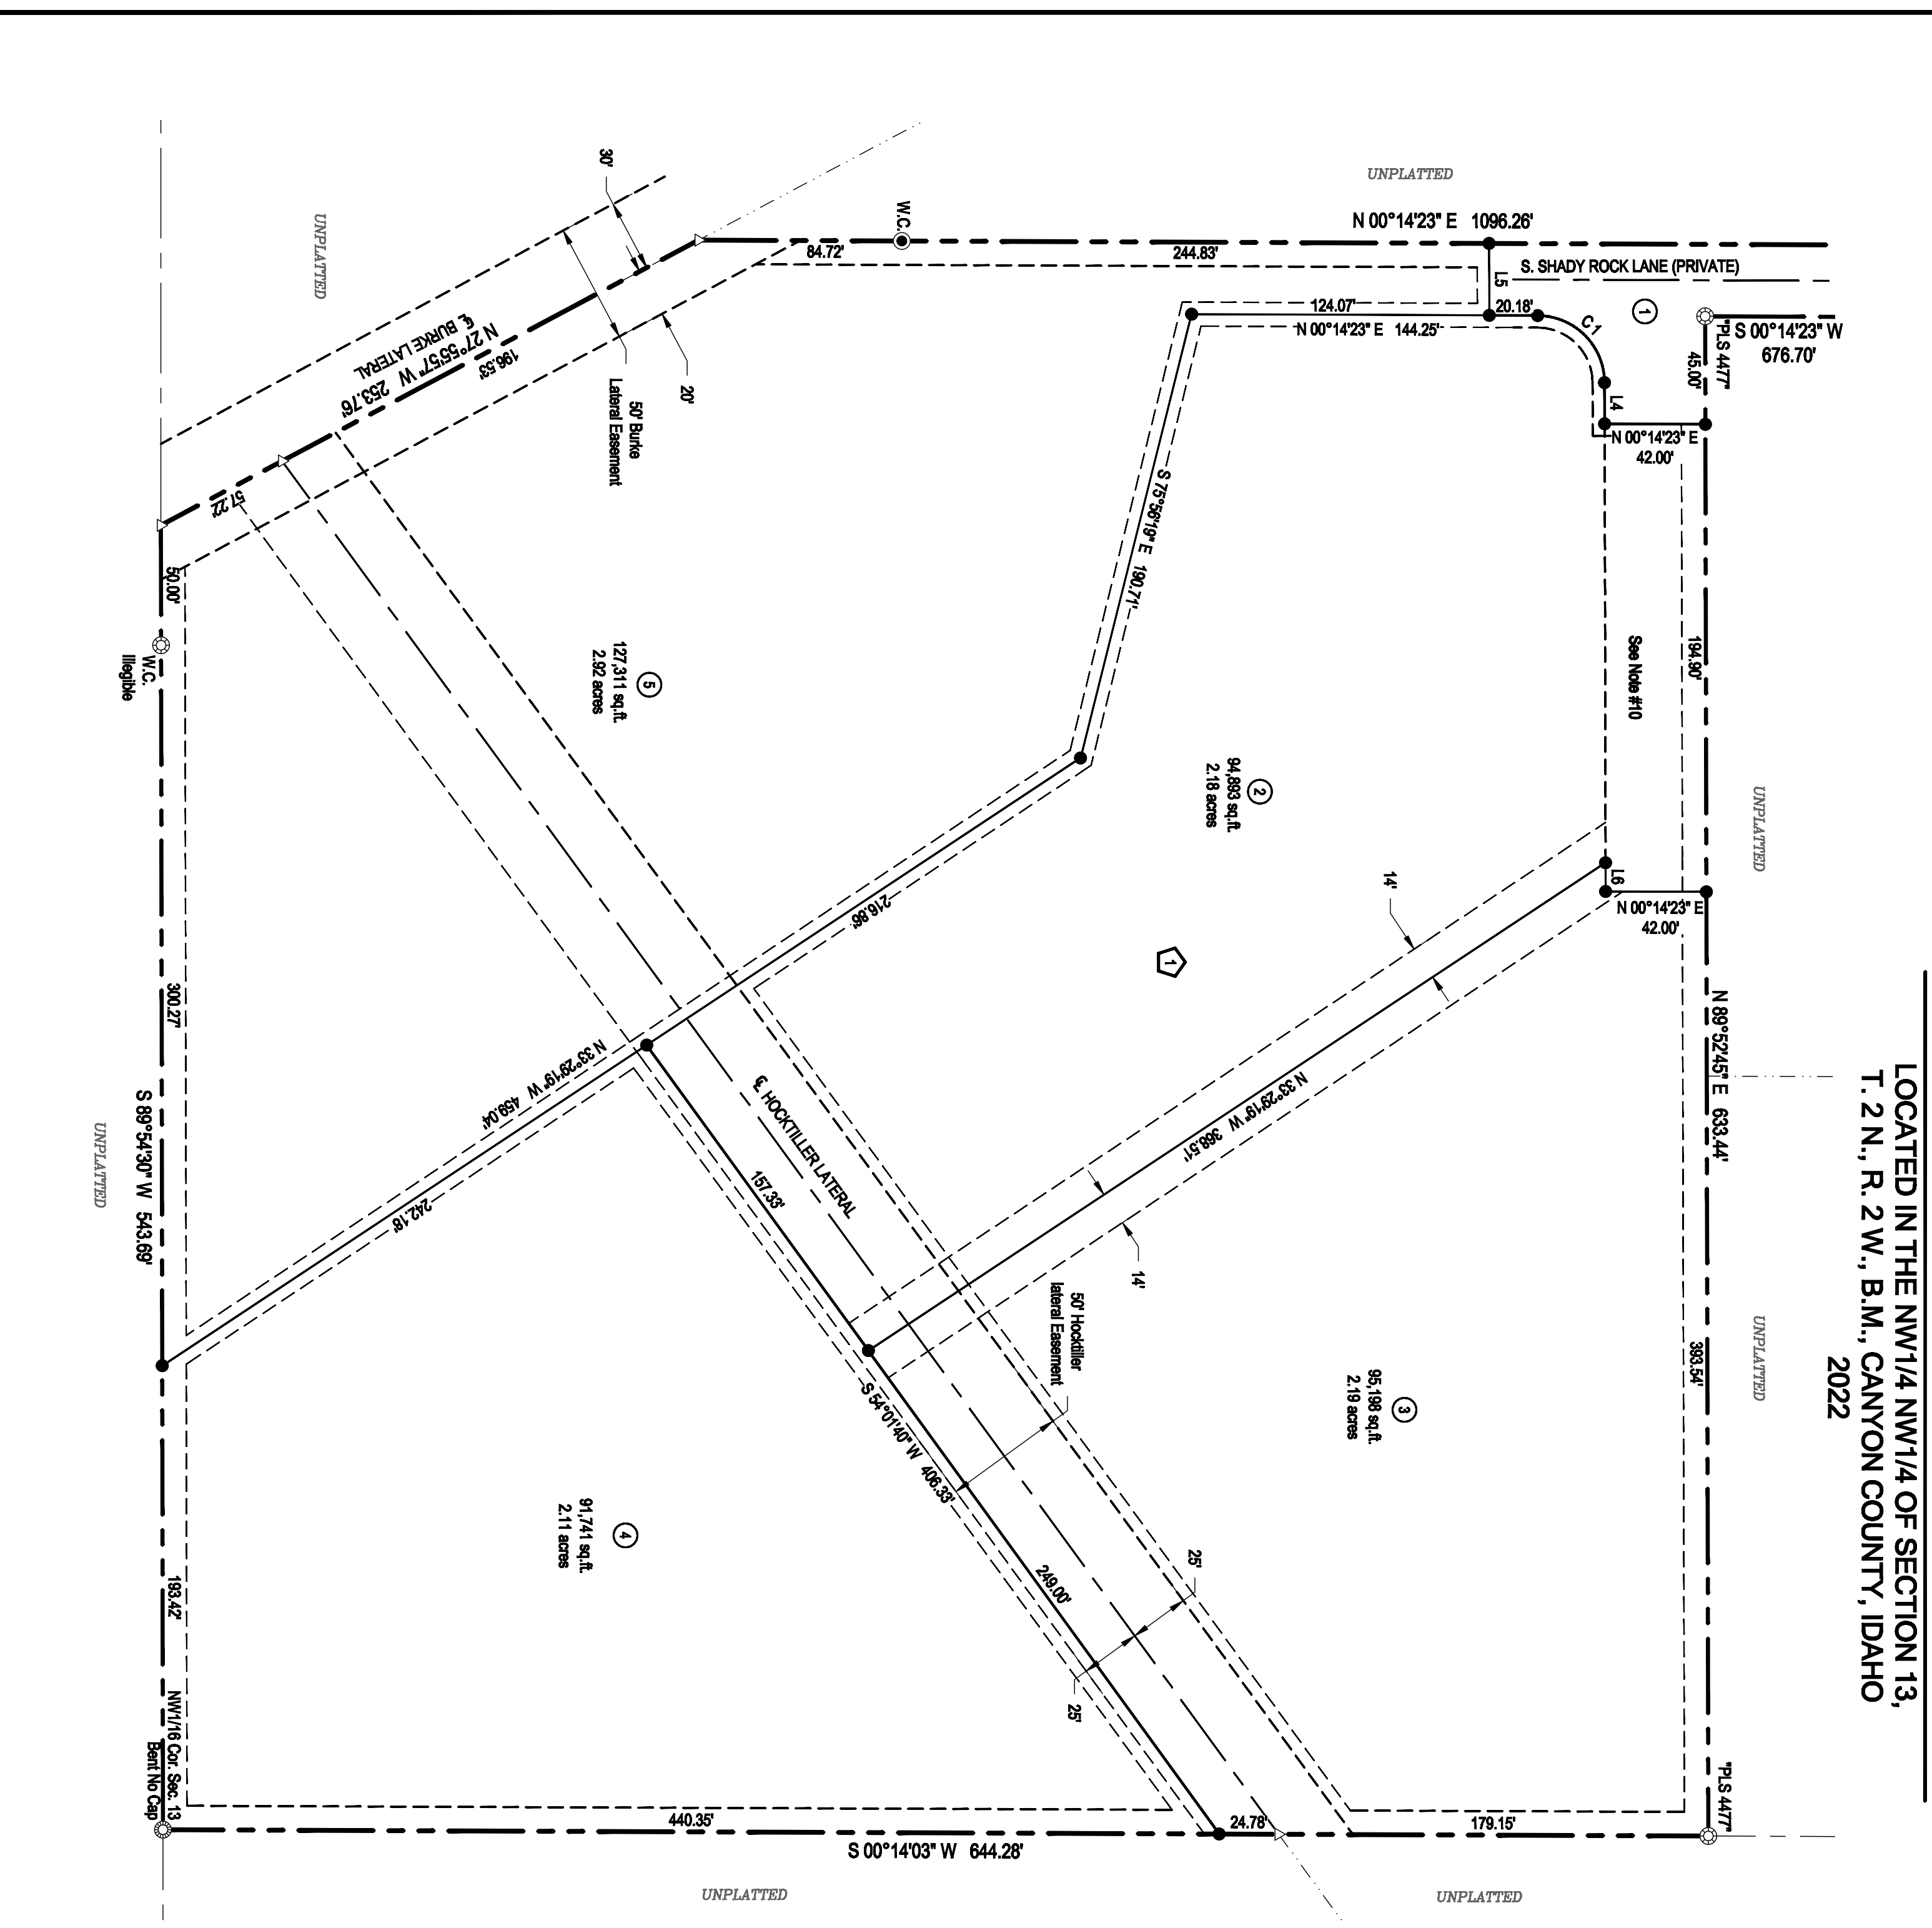 LOCATED IN THE NW1/4 NW1/4 OF SECTION 13,
T. 2 N., R. 2 W., B.M., CANYON COUNTY, IDAHO
2022
UNPLATTED
N 00°14'23" E 1096.26'
S. SHADY ROCK LANE (PRIVATE)
1
"PLS 4477"
S 00°14'23" W
676.70'
45.00'
L5
20.18'
C1
L4
N 00°14'23" E
42.00'
W.C.
84.72'
244.83'
124.07'
N 00°14'23" E 144.25'
30'
UNPLATTED
℄ BURKE LATERAL
N 27°55'57" W 253.76'
196.53'
20'
50' Burke
Lateral Easement
57.22'
50.00'
W.C.
Illegible
S 75°56'19" E 190.71'
See Note #10
194.90'
UNPLATTED
5
127,311 sq.ft.
2.92 acres
2
94,893 sq.ft.
2.18 acres
L6
N 00°14'23" E
42.00'
14'
216.86'
1
300.27'
N 33°29'19" W 459.04'
℄ HOCKTILLER LATERAL
N 33°29'19" W 368.51'
N 89°52'45" E 633.44'
S 89°54'30" W 543.69'
UNPLATTED
242.18'
157.33'
14'
50' Hocktiller
lateral Easement
UNPLATTED
393.54'
3
95,198 sq.ft.
2.19 acres
S 54°01'40" W 406.33'
4
91,741 sq.ft.
2.11 acres
249.00'
25'
25'
193.42'
NW1/16 Cor. Sec. 13
Bent No Cap
440.35'
S 00°14'03" W 644.28'
24.78'
179.15'
"PLS 4477"
UNPLATTED
UNPLATTED